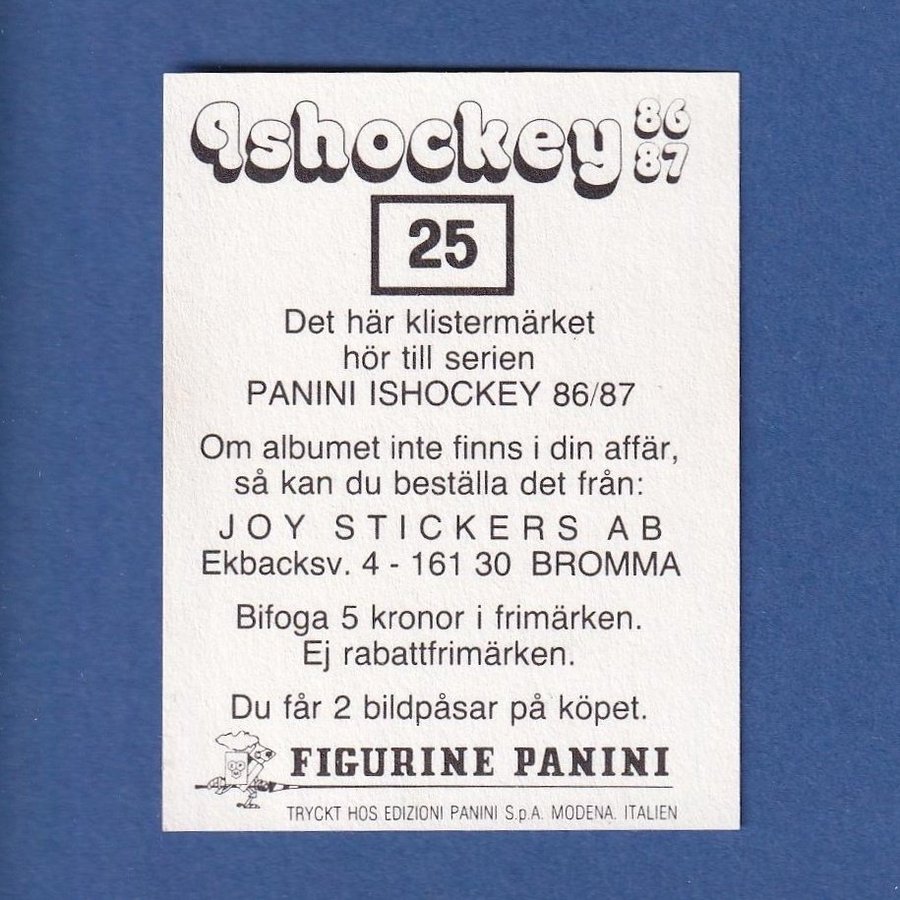 Ishockey 86
87
25
Det här klistermärket
hör till serien
PANINI ISHOCKEY 86/87
Om albumet inte finns i din affär,
så kan du beställa det från:
JOY STICKERS AB
Ekbacksv. 4 - 161 30 BROMMA
Bifoga 5 kronor i frimärken.
Ej rabattfrimärken.
Du får 2 bildpåsar på köpet.
FIGURINE PANINI
TRYCKT HOS EDIZIONI PANINI S.p.A. MODENA. ITALIEN